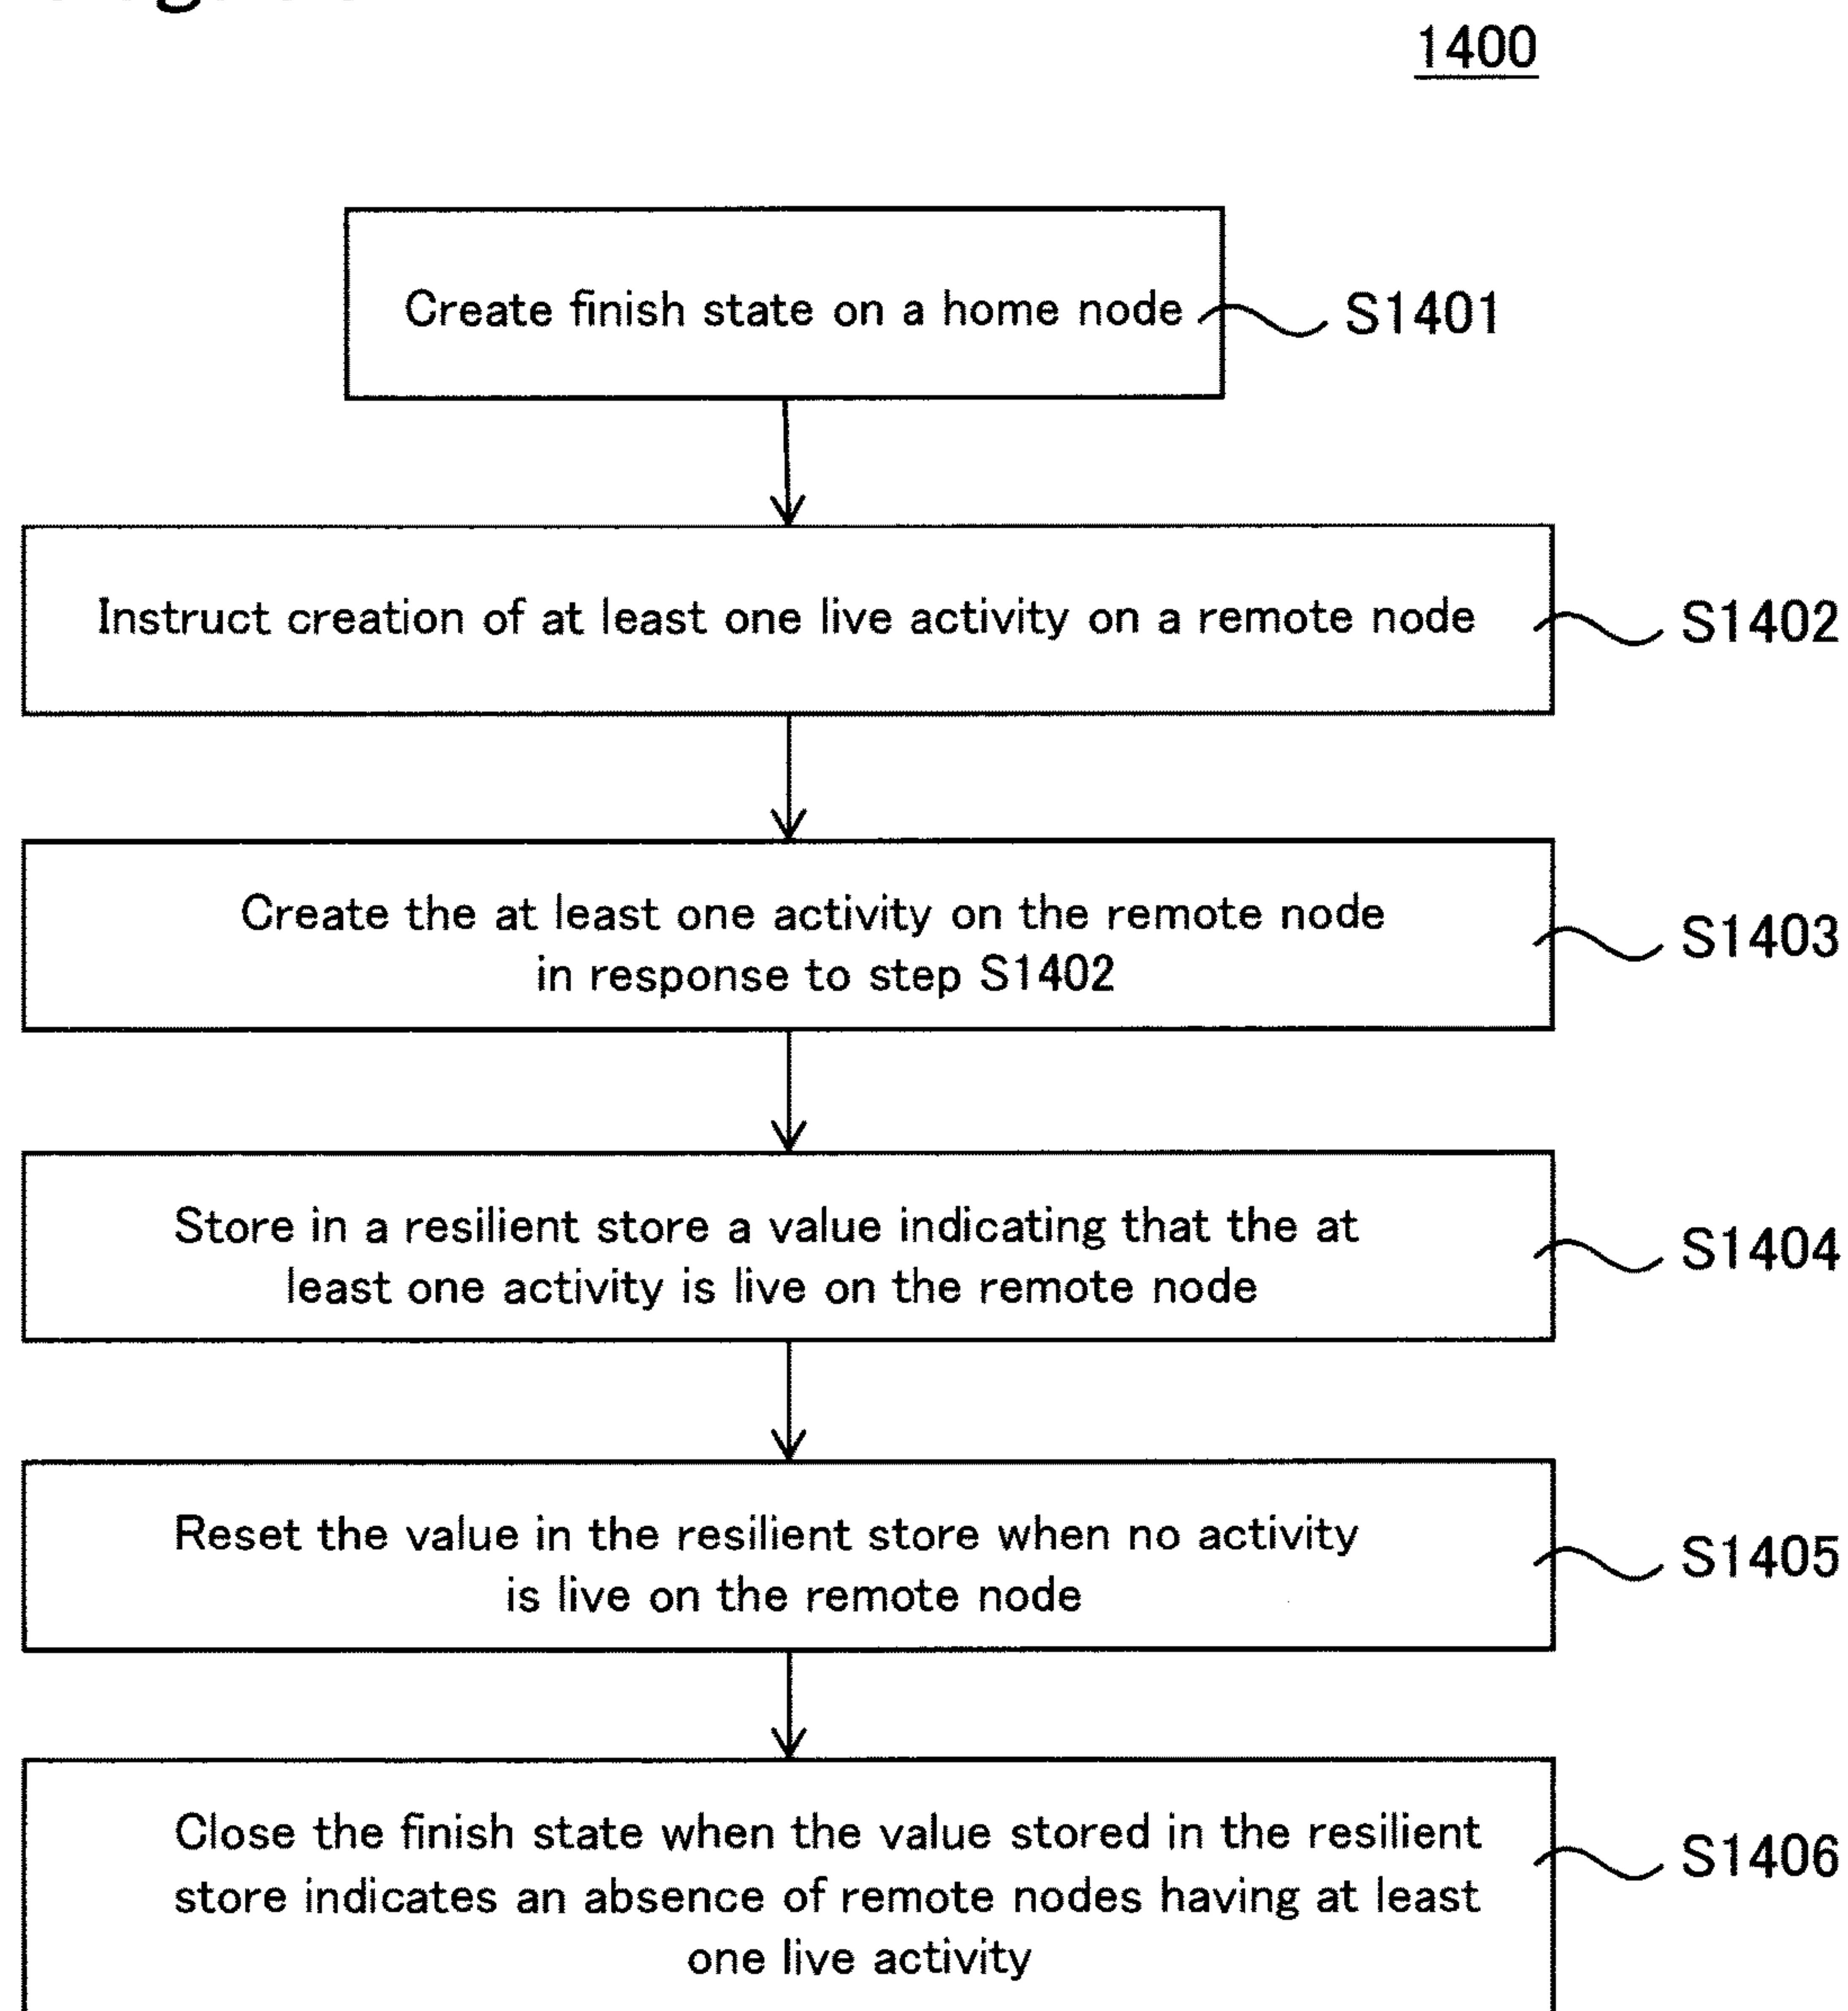 1400
Create finish state on a home node
S1401
Instruct creation of at least one live activity on a remote node
S1402
Create the at least one activity on the remote node
in response to step S1402
S1403
Store in a resilient store a value indicating that the at
least one activity is live on the remote node
S1404
Reset the value in the resilient store when no activity
is live on the remote node
S1405
Close the finish state when the value stored in the resilient
store indicates an absence of remote nodes having at least
one live activity
S1406